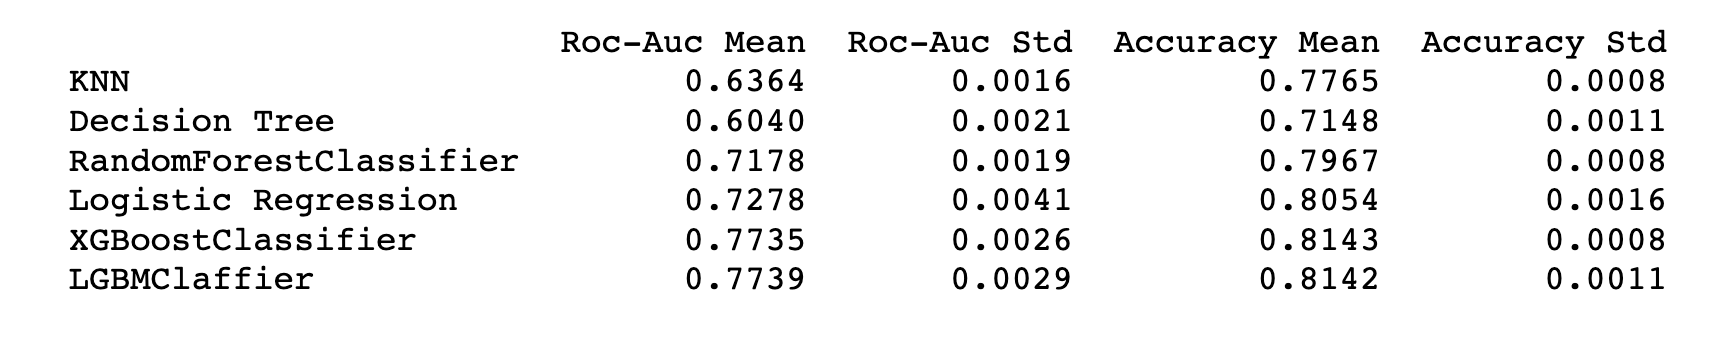 Roc-Auc Mean Roc-Auc Std Accuracy Mean Accuracy Std
KNN 0.6364 0.0016 0.7765 0.0008
Decision Tree 0.6040 0.0021 0.7148 0.0011
RandomForestClassifier 0.7178 0.0019 0.7967 0.0008
Logistic Regression 0.7278 0.0041 0.8054 0.0016
XGBoostClassifier 0.7735 0.0026 0.8143 0.0008
LGBMClaffier 0.7739 0.0029 0.8142 0.0011